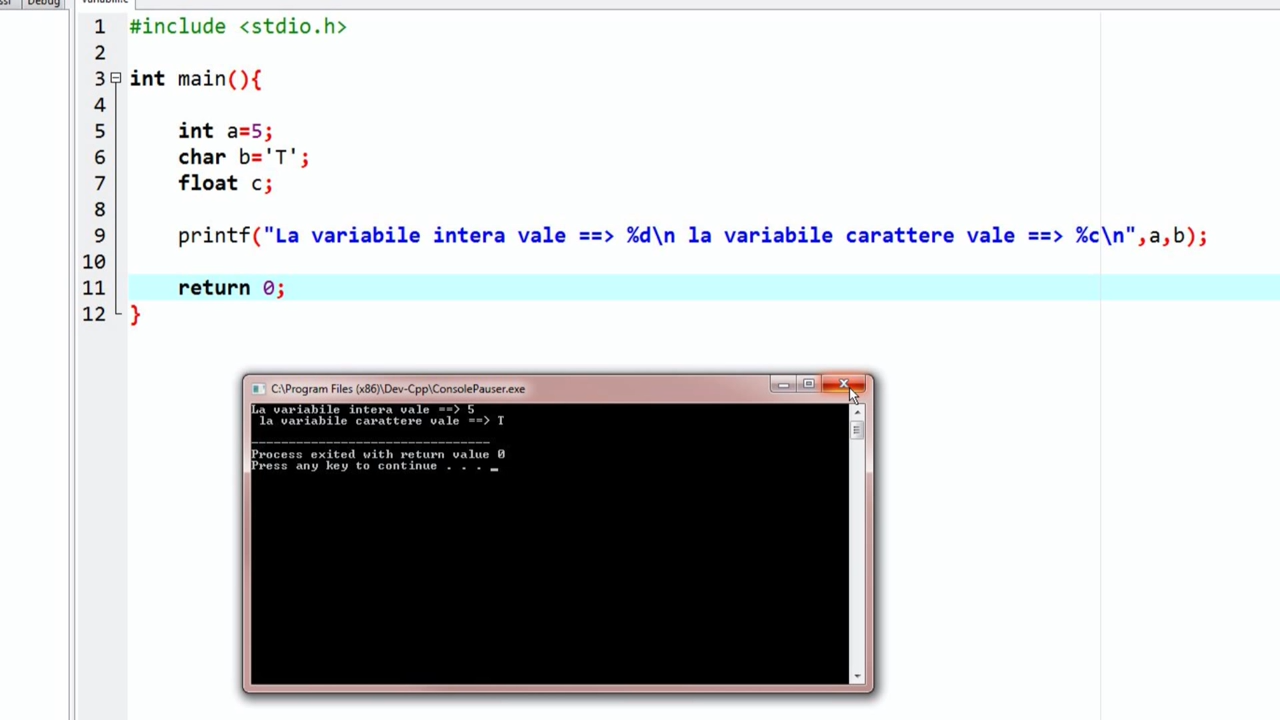 Debug
1 #include <stdio.h>
2
3 int main(){
4
5 int a=5;
6 char b='T';
7 float c;
8
9 printf("La variabile intera vale ==> %d\n la variabile carattere vale ==> %c\n",a,b);
10
11 return 0;
12 }
C:\Program Files (x86)\Dev-Cpp\ConsolePauser.exe
La variabile intera vale ==> 5
la variabile carattere vale ==> T
--------------------------------
Process exited with return value 0
Press any key to continue . . . _